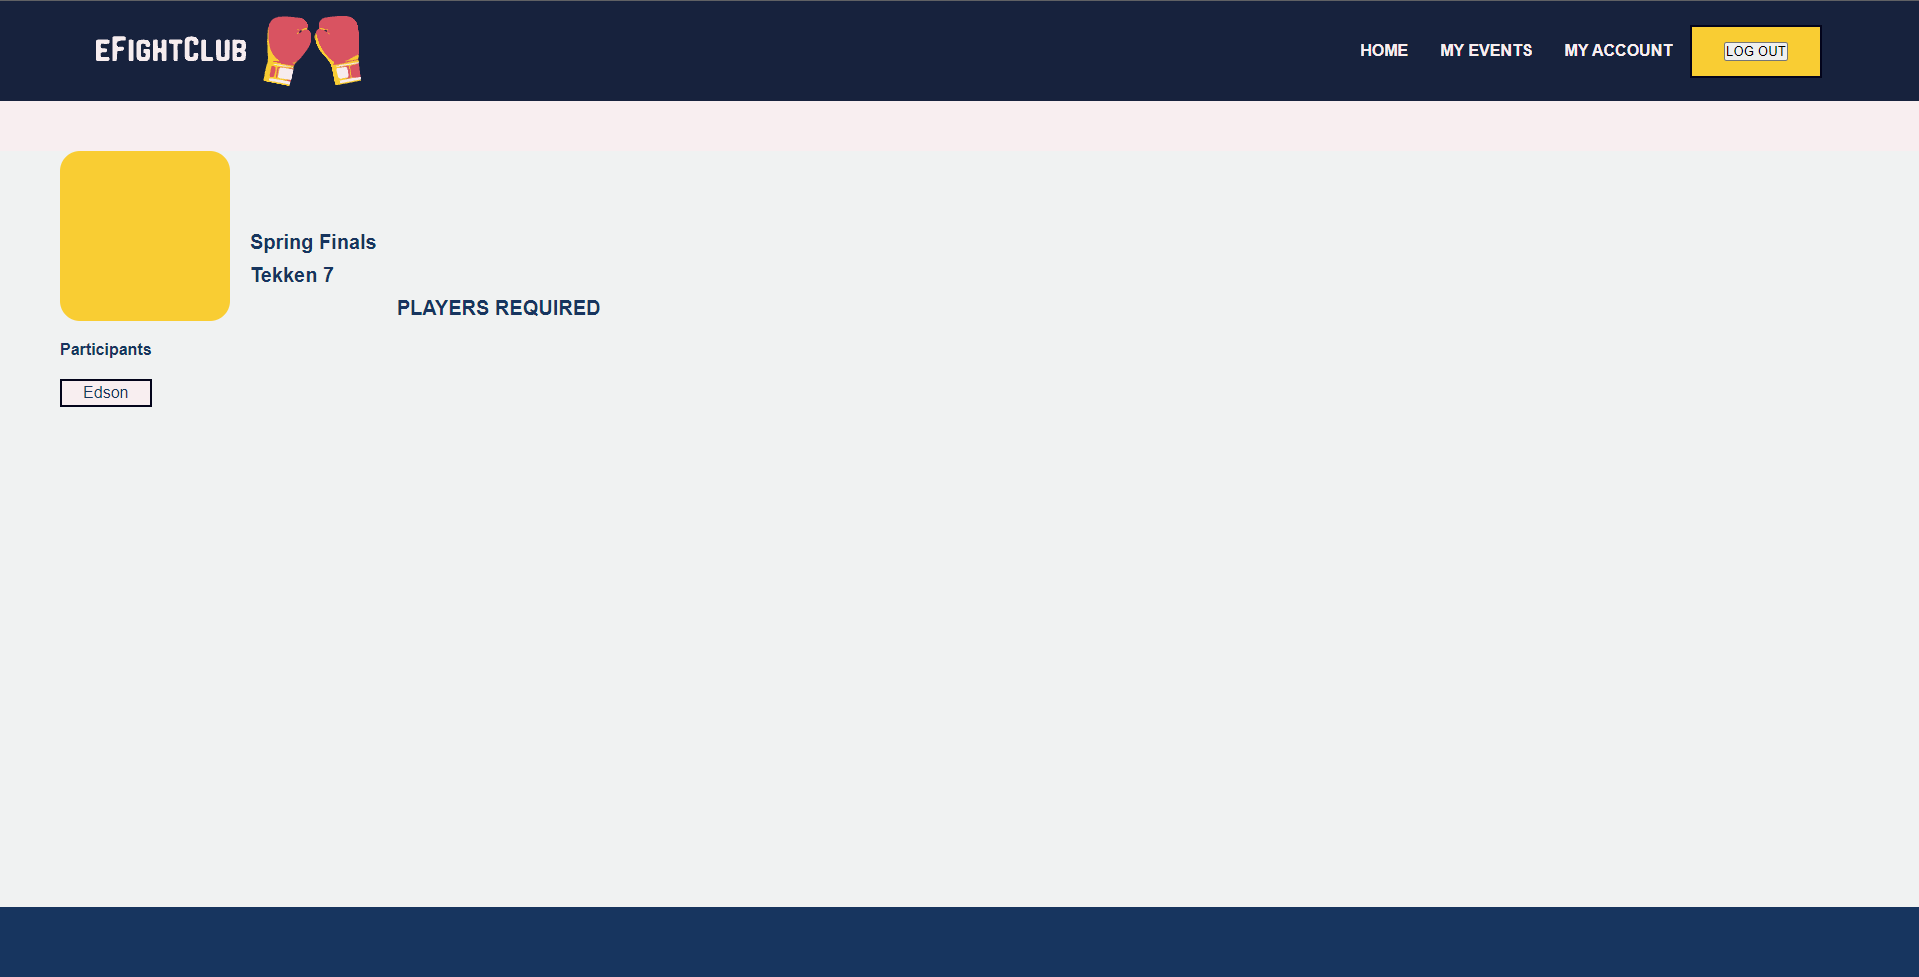 eFightClub
HOME MY EVENTS MY ACCOUNT LOG OUT
Spring Finals
Tekken 7
PLAYERS REQUIRED
Participants
Edson